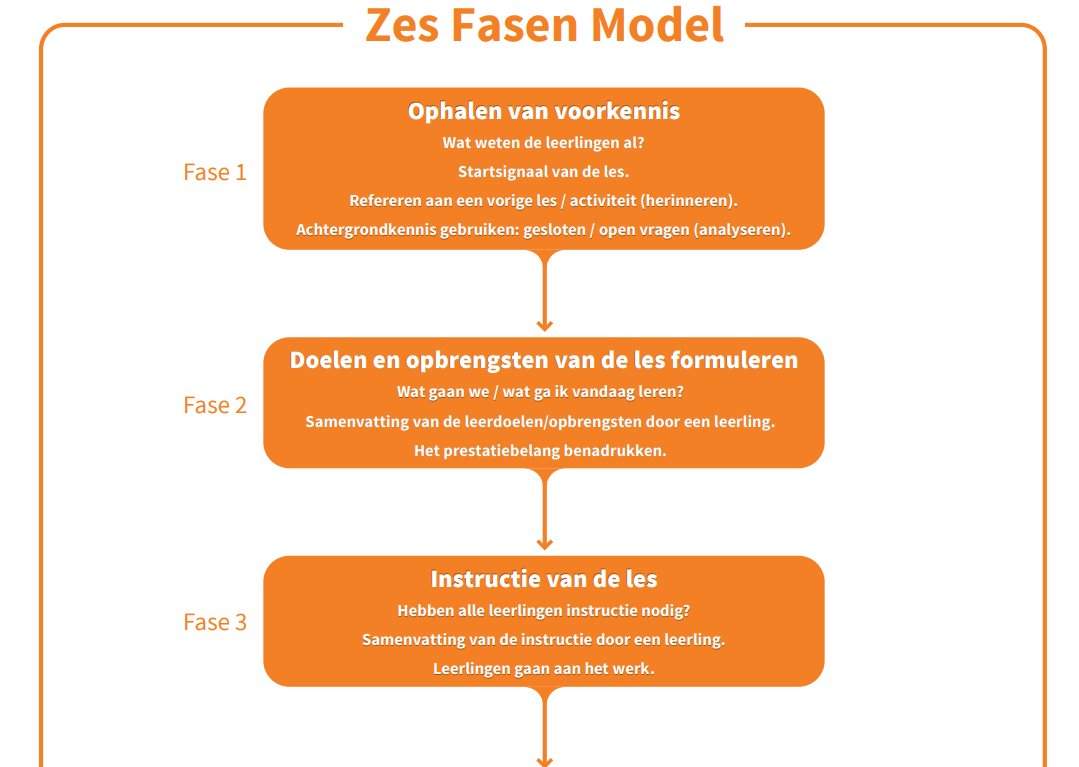 Zes Fasen Model
Fase 1
Ophalen van voorkennis
Wat weten de leerlingen al?
Startsignaal van de les.
Refereren aan een vorige les / activiteit (herinneren).
Achtergrondkennis gebruiken: gesloten / open vragen (analyseren).
Fase 2
Doelen en opbrengsten van de les formuleren
Wat gaan we / wat ga ik vandaag leren?
Samenvatting van de leerdoelen/opbrengsten door een leerling.
Het prestatiebelang benadrukken.
Fase 3
Instructie van de les
Hebben alle leerlingen instructie nodig?
Samenvatting van de instructie door een leerling.
Leerlingen gaan aan het werk.